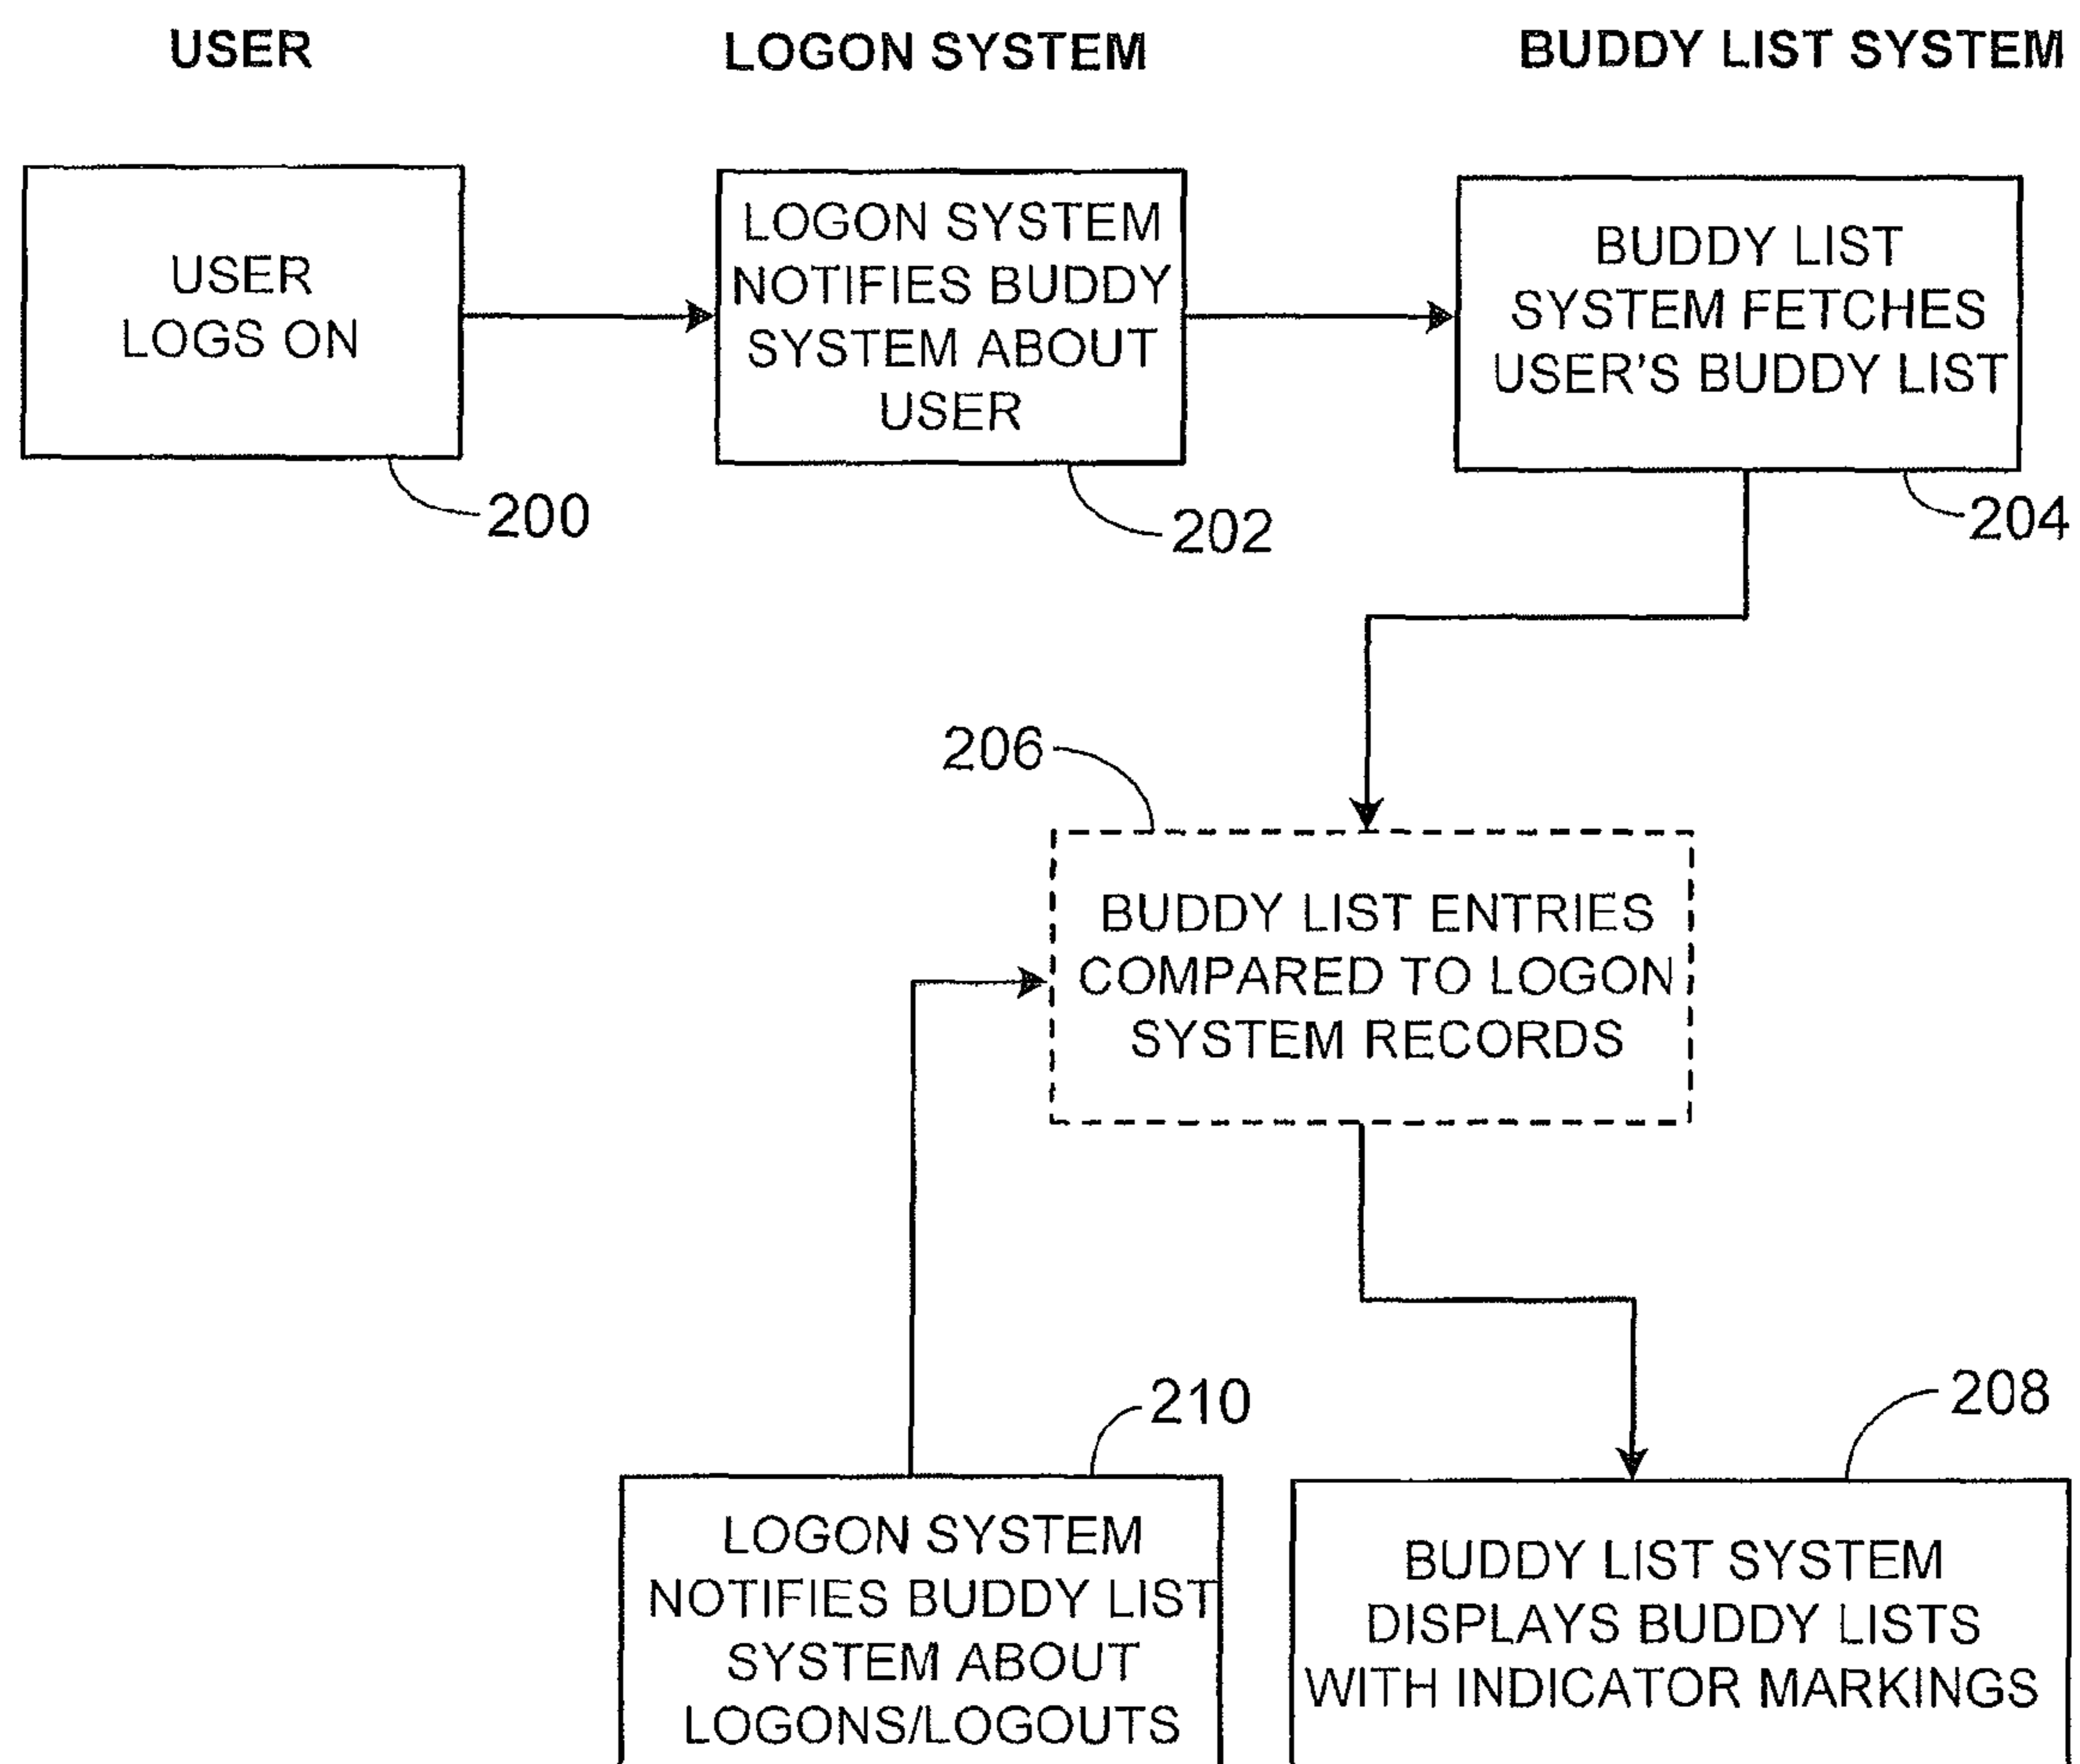 USER
LOGON SYSTEM
BUDDY LIST SYSTEM
USER
LOGS ON
200
LOGON SYSTEM
NOTIFIES BUDDY
SYSTEM ABOUT
USER
202
BUDDY LIST
SYSTEM FETCHES
USER'S BUDDY LIST
204
206
BUDDY LIST ENTRIES
COMPARED TO LOGON
SYSTEM RECORDS
210
LOGON SYSTEM
NOTIFIES BUDDY LIST
SYSTEM ABOUT
LOGONS/LOGOUTS
208
BUDDY LIST SYSTEM
DISPLAYS BUDDY LISTS
WITH INDICATOR MARKINGS